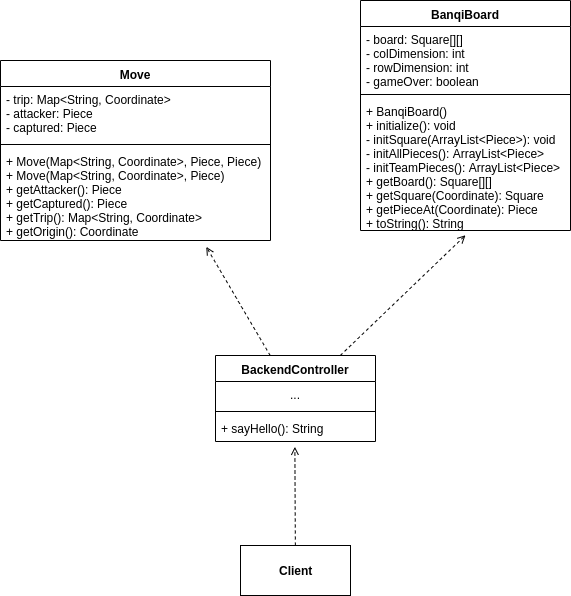 BanqiBoard
- board: Square[][]
- colDimension: int
- rowDimension: int
- gameOver: boolean
+ BanqiBoard()
+ initialize(): void
- initSquare(ArrayList<Piece>): void
- initAllPieces(): ArrayList<Piece>
- initTeamPieces(): ArrayList<Piece>
+ getBoard(): Square[][]
+ getSquare(Coordinate): Square
+ getPieceAt(Coordinate): Piece
+ toString(): String
Move
- trip: Map<String, Coordinate>
- attacker: Piece
- captured: Piece
+ Move(Map<String, Coordinate>, Piece, Piece)
+ Move(Map<String, Coordinate>, Piece)
+ getAttacker(): Piece
+ getCaptured(): Piece
+ getTrip(): Map<String, Coordinate>
+ getOrigin(): Coordinate
BackendController
...
+ sayHello(): String
Client